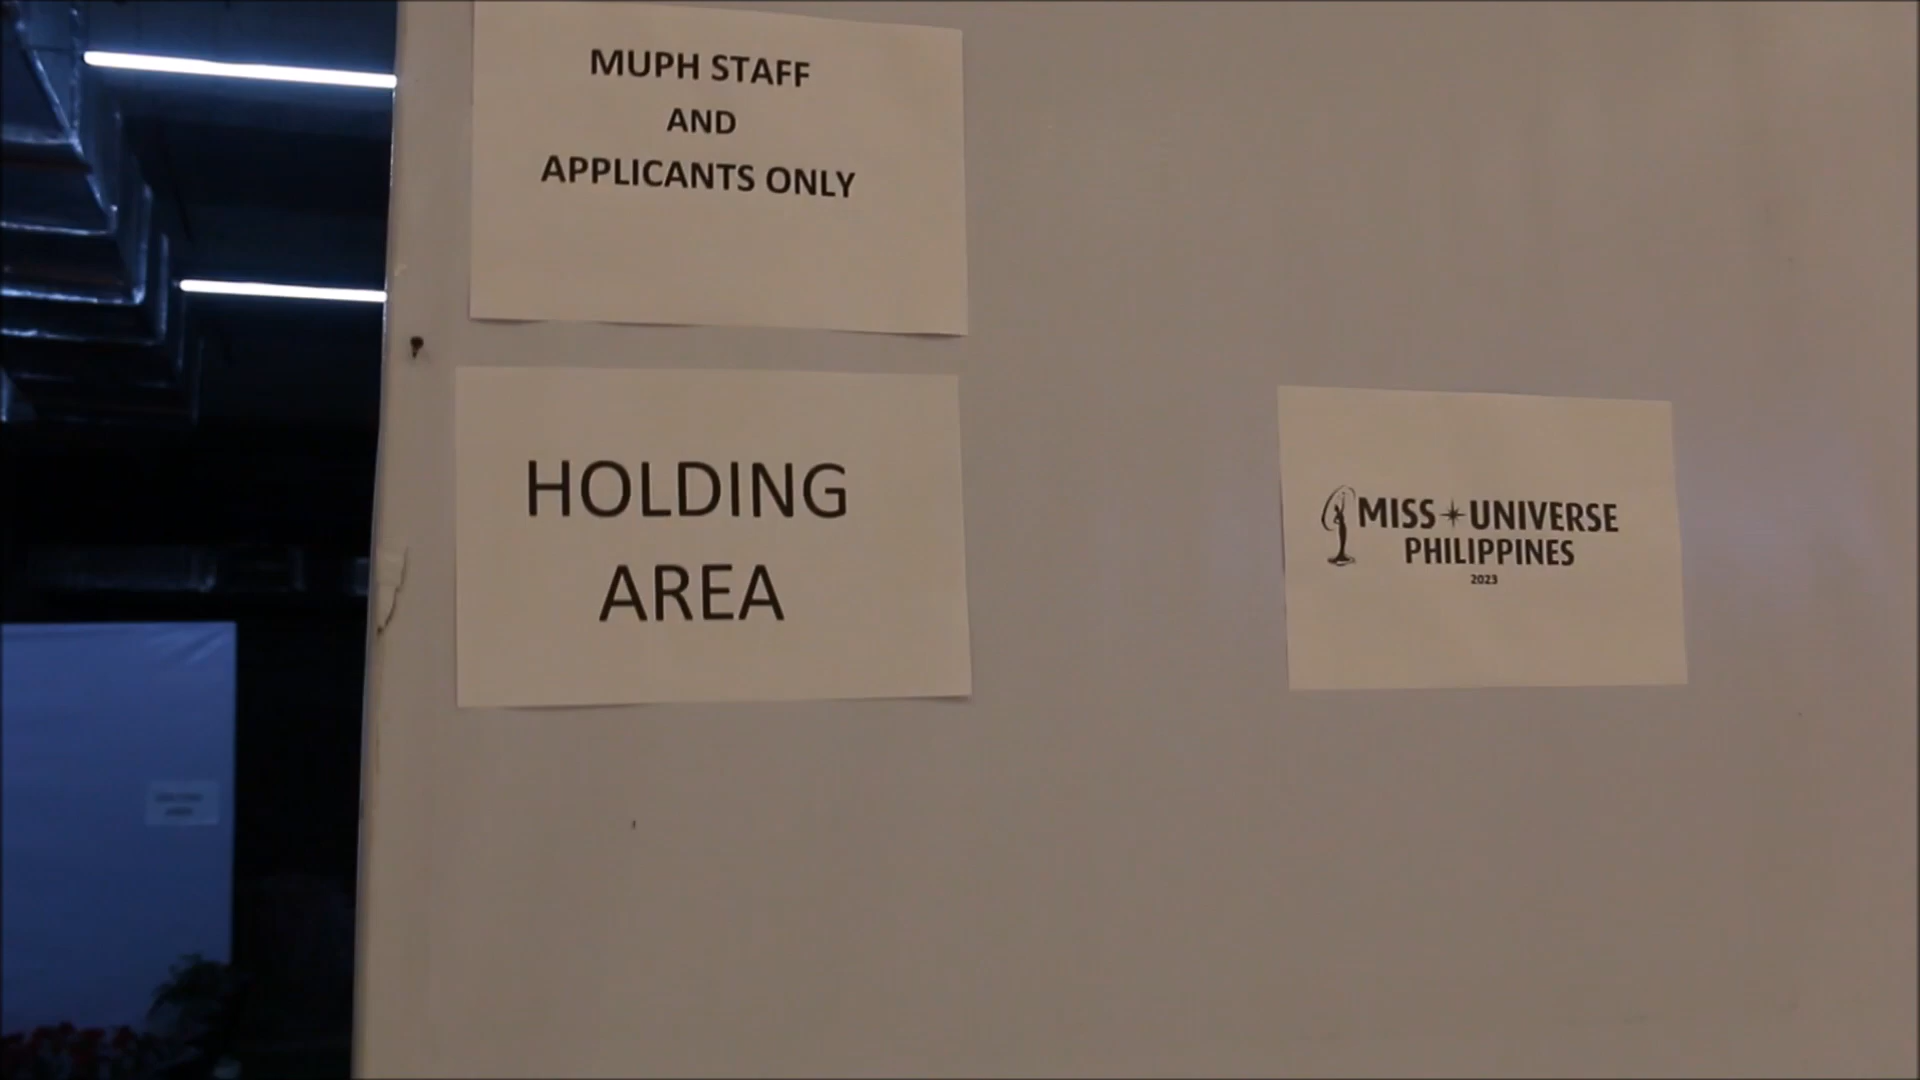 MUPH STAFF
AND
APPLICANTS ONLY
HOLDING
AREA
MISS UNIVERSE
PHILIPPINES
2023